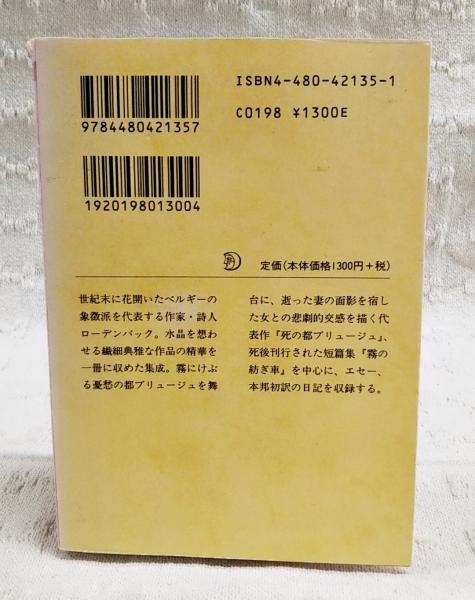 ISBN4-480-42135-1
9784480421357
C0198 ¥1300E
1920198013004
定価(本体価格1300円+税)
世紀末に花開いたベルギーの
象徴派を代表する作家・詩人
ローデンバック。水晶を想わ
せる繊細典雅な作品の精華を
一冊に収めた集成。霧にけぶ
る憂愁の都ブリュージュを舞
台に、逝った妻の面影を宿し
た女との悲劇的交感を描く代
表作『死の都ブリュージュ』、
死後刊行された短篇集『霧の
紡ぎ車』を中心に、エセー、
本邦初訳の日記を収録する。